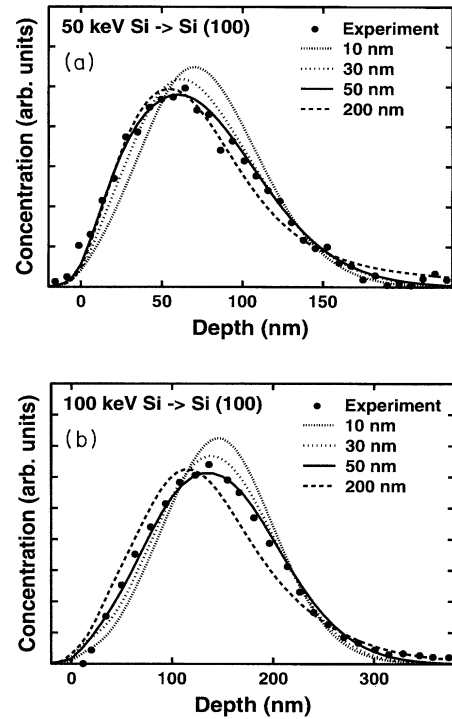 50 keV Si -> Si (100)
Experiment
(a)
10 nm
30 nm
50 nm
200 nm
Concentration (arb. units)
0
50
100
150
Depth (nm)
100 keV Si -> Si (100)
Experiment
(b)
10 nm
30 nm
50 nm
200 nm
Concentration (arb. units)
0
100
200
300
Depth (nm)